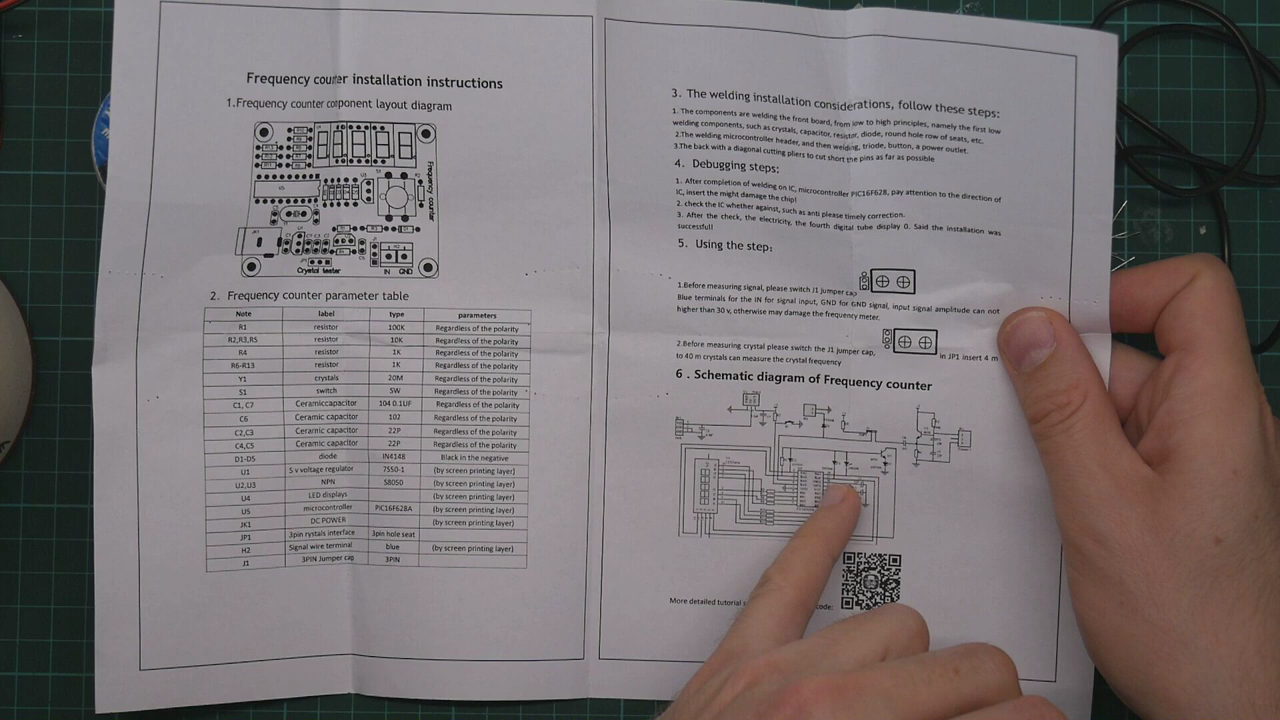 Frequency counter installation instructions
1.Frequency counter component layout diagram
Frequency counter
U5
U3
S1
JK1
JP1
Crystal tester
IN GND
2. Frequency counter parameter table
Note label type parameters
R1 resistor 100K Regardless of the polarity
R2,R3,R5 resistor 10K Regardless of the polarity
R4 resistor 1K Regardless of the polarity
R6-R13 resistor 1K Regardless of the polarity
Y1 crystals 20M Regardless of the polarity
S1 switch SW Regardless of the polarity
C1, C7 Ceramiccapacitor 104 0.1UF Regardless of the polarity
C6 Ceramic capacitor 102 Regardless of the polarity
C2,C3 Ceramic capacitor 22P Regardless of the polarity
C4,C5 Ceramic capacitor 22P Regardless of the polarity
D1-D5 diode IN4148 Black in the negative
U1 5 v voltage regulator 7550-1 (by screen printing layer)
U2,U3 NPN S8050 (by screen printing layer)
U4 LED displays (by screen printing layer)
U5 microcontroller PIC16F628A (by screen printing layer)
JK1 DC POWER (by screen printing layer)
JP1 3pin rystals interface 3pin hole seat
H2 Signal wire terminal blue (by screen printing layer)
J1 3PIN Jumper cap 3PIN
3. The welding installation considerations, follow these steps:
1. The components are welding the front board, from low to high principles, namely the first low
welding components, such as crystals, capacitor, resistor, diode, round hole row of seats, etc.
2.The welding microcontroller header, and then welding, triode, button, a power outlet.
3.The back with a diagonal cutting pliers to cut short the pins as far as possible
4. Debugging steps:
1. After completion of welding on IC, microcontroller PIC16F628, pay attention to the direction of
IC, insert the might damage the chip!
2. check the IC whether against, such as anti please timely correction.
3. After the check, the electricity, the fourth digital tube display 0. Said the installation was
successful!
5. Using the step:
1.Before measuring signal, please switch J1 jumper cap
Blue terminals for the IN for signal input, GND for GND signal, input signal amplitude can not
higher than 30 v, otherwise may damage the frequency meter.
2.Before measuring crystal please switch the J1 jumper cap, in JP1 insert 4 m
to 40 m crystals can measure the crystal frequency
6 . Schematic diagram of Frequency counter
More detailed tutorial code: